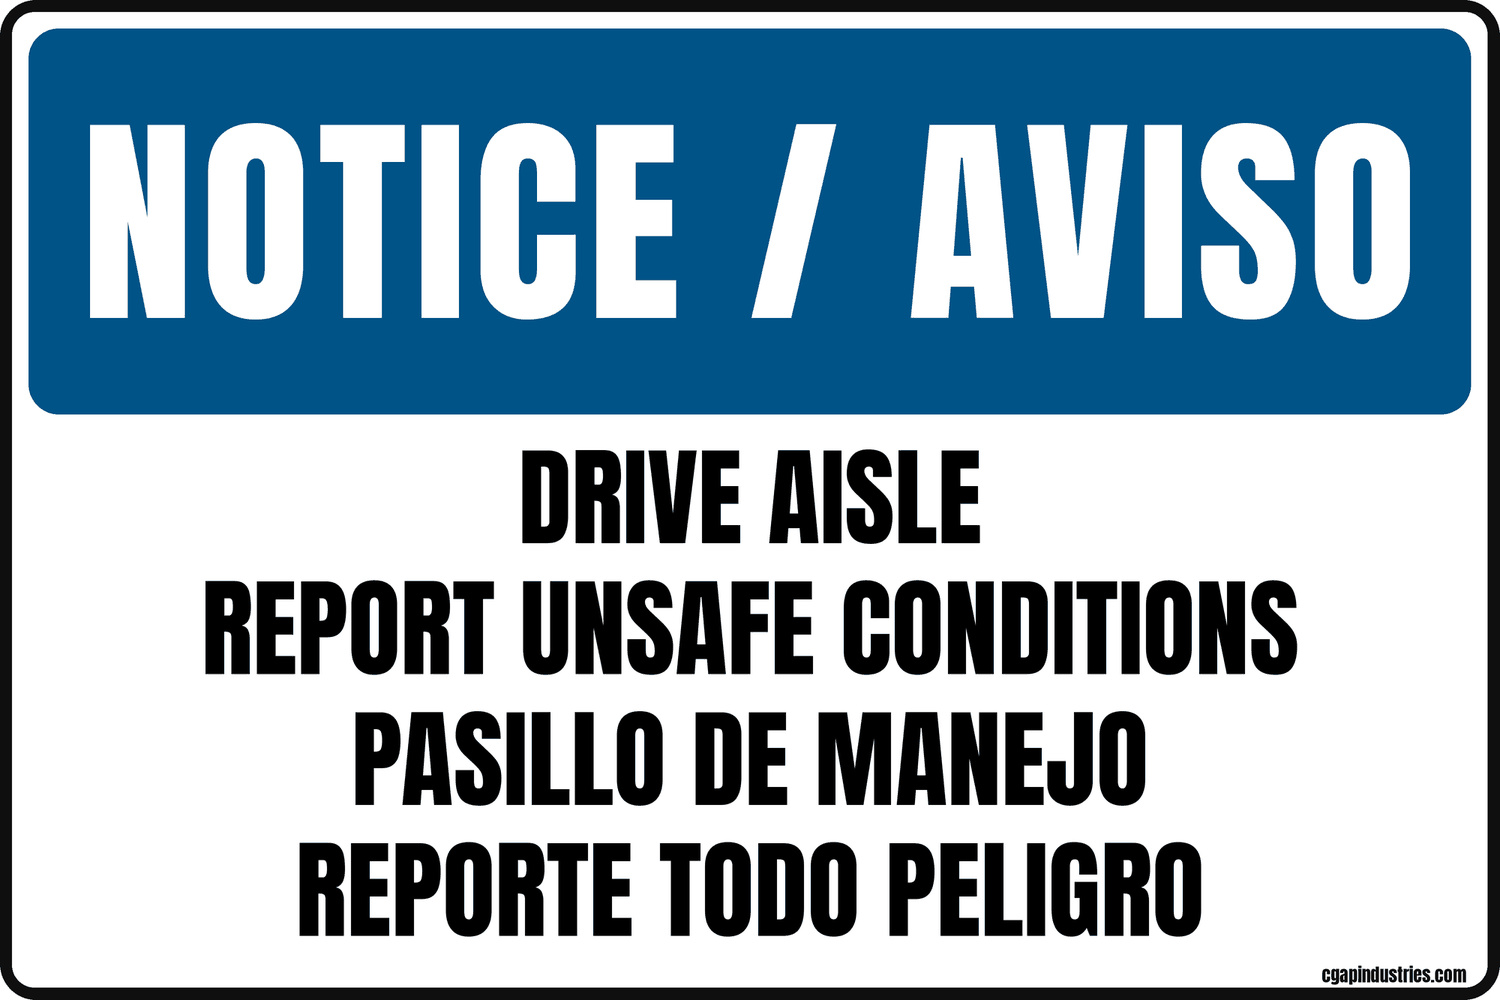 NOTICE / AVISO
DRIVE AISLE
REPORT UNSAFE CONDITIONS
PASILLO DE MANEJO
REPORTE TODO PELIGRO
cgapindustries.com